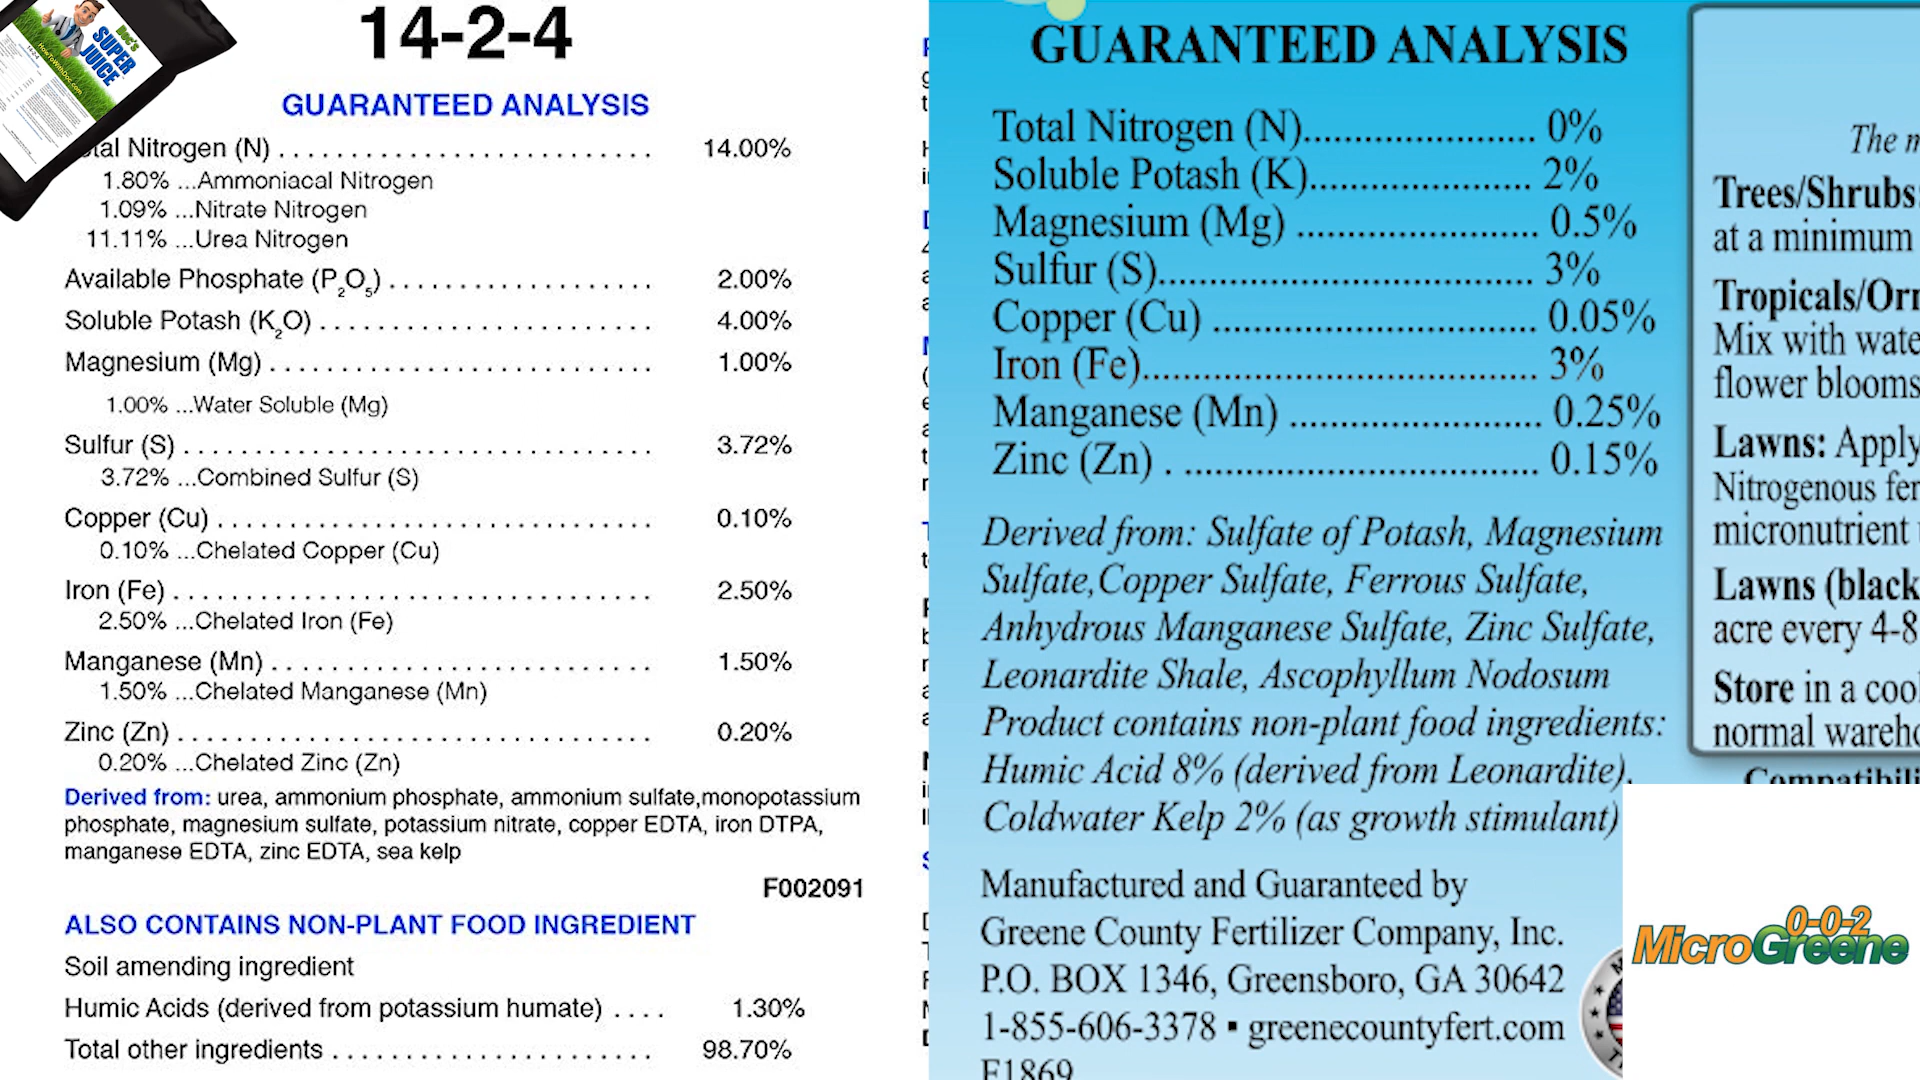 Doc's
SUPER
JUICE
HowToWithDoc.com
14-2-4
GUARANTEED ANALYSIS
tal Nitrogen (N) . . . . . . . . . . . . . . . . . . . . . . . . . . . 14.00%
1.80% ...Ammoniacal Nitrogen
1.09% ...Nitrate Nitrogen
11.11% ...Urea Nitrogen
Available Phosphate (P₂O₅) . . . . . . . . . . . . . . . . . . . 2.00%
Soluble Potash (K₂O) . . . . . . . . . . . . . . . . . . . . . . . . 4.00%
Magnesium (Mg) . . . . . . . . . . . . . . . . . . . . . . . . . . . . 1.00%
1.00% ...Water Soluble (Mg)
Sulfur (S) . . . . . . . . . . . . . . . . . . . . . . . . . . . . . . . . . . 3.72%
3.72% ...Combined Sulfur (S)
Copper (Cu) . . . . . . . . . . . . . . . . . . . . . . . . . . . . . . . . 0.10%
0.10% ...Chelated Copper (Cu)
Iron (Fe) . . . . . . . . . . . . . . . . . . . . . . . . . . . . . . . . . . . 2.50%
2.50% ...Chelated Iron (Fe)
Manganese (Mn) . . . . . . . . . . . . . . . . . . . . . . . . . . . . 1.50%
1.50% ...Chelated Manganese (Mn)
Zinc (Zn) . . . . . . . . . . . . . . . . . . . . . . . . . . . . . . . . . . . 0.20%
0.20% ...Chelated Zinc (Zn)
Derived from: urea, ammonium phosphate, ammonium sulfate,monopotassium
phosphate, magnesium sulfate, potassium nitrate, copper EDTA, iron DTPA,
manganese EDTA, zinc EDTA, sea kelp
F002091
ALSO CONTAINS NON-PLANT FOOD INGREDIENT
Soil amending ingredient
Humic Acids (derived from potassium humate) . . . . 1.30%
Total other ingredients . . . . . . . . . . . . . . . . . . . . . . . 98.70%
GUARANTEED ANALYSIS
Total Nitrogen (N).............................. 0%
Soluble Potash (K)............................. 2%
Magnesium (Mg) ................................ 0.5%
Sulfur (S)................................................ 3%
Copper (Cu) .......................................... 0.05%
Iron (Fe).................................................. 3%
Manganese (Mn) ................................. 0.25%
Zinc (Zn) . ............................................. 0.15%
Derived from: Sulfate of Potash, Magnesium
Sulfate,Copper Sulfate, Ferrous Sulfate,
Anhydrous Manganese Sulfate, Zinc Sulfate,
Leonardite Shale, Ascophyllum Nodosum
Product contains non-plant food ingredients:
Humic Acid 8% (derived from Leonardite),
Coldwater Kelp 2% (as growth stimulant)
Manufactured and Guaranteed by
Greene County Fertilizer Company, Inc.
P.O. BOX 1346, Greensboro, GA 30642
1-855-606-3378 ▪ greenecountyfert.com
F1869
The m
Trees/Shrubs:
at a minimum
Tropicals/Orn
Mix with wate
flower blooms
Lawns: Apply
Nitrogenous fer
micronutrient
Lawns (black
acre every 4-8
Store in a cool
normal wareho
Compatibili
0-0-2
MicroGreene